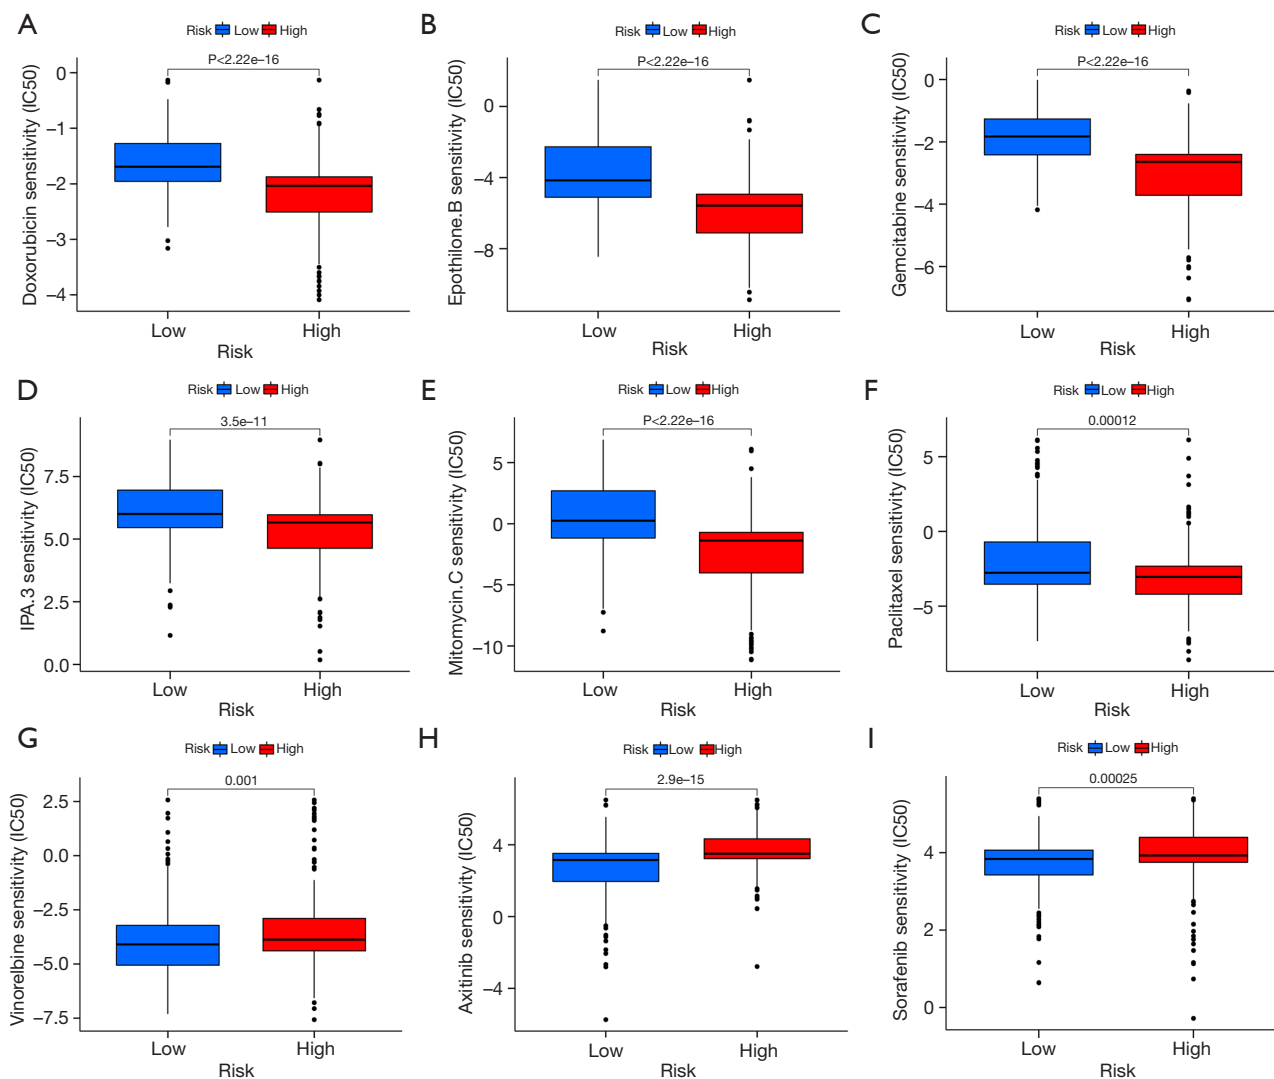 A
Risk Low High
P<2.22e–16
Doxorubicin sensitivity (IC50)
0
–1
–2
–3
–4
Low High
Risk
B
Risk Low High
P<2.22e–16
Epothilone.B sensitivity (IC50)
0
–4
–8
Low High
Risk
C
Risk Low High
P<2.22e–16
Gemcitabine sensitivity (IC50)
0
–2
–4
–6
Low High
Risk
D
Risk Low High
3.5e–11
IPA.3 sensitivity (IC50)
7.5
5.0
2.5
0.0
Low High
Risk
E
Risk Low High
P<2.22e–16
Mitomycin.C sensitivity (IC50)
5
0
–5
–10
Low High
Risk
F
Risk Low High
0.00012
Paclitaxel sensitivity (IC50)
5
0
–5
Low High
Risk
G
Risk Low High
0.001
Vinorelbine sensitivity (IC50)
2.5
0.0
–2.5
–5.0
–7.5
Low High
Risk
H
Risk Low High
2.9e–15
Axitinib sensitivity (IC50)
4
0
–4
Low High
Risk
I
Risk Low High
0.00025
Sorafenib sensitivity (IC50)
4
2
0
Low High
Risk